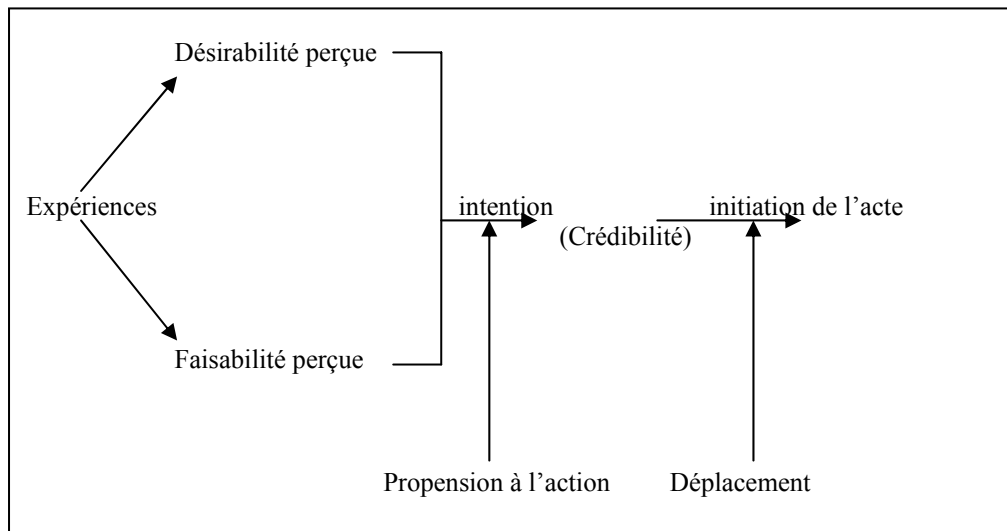 Désirabilité perçue
Expériences
intention
initiation de l’acte
(Crédibilité)
Faisabilité perçue
Propension à l’action
Déplacement